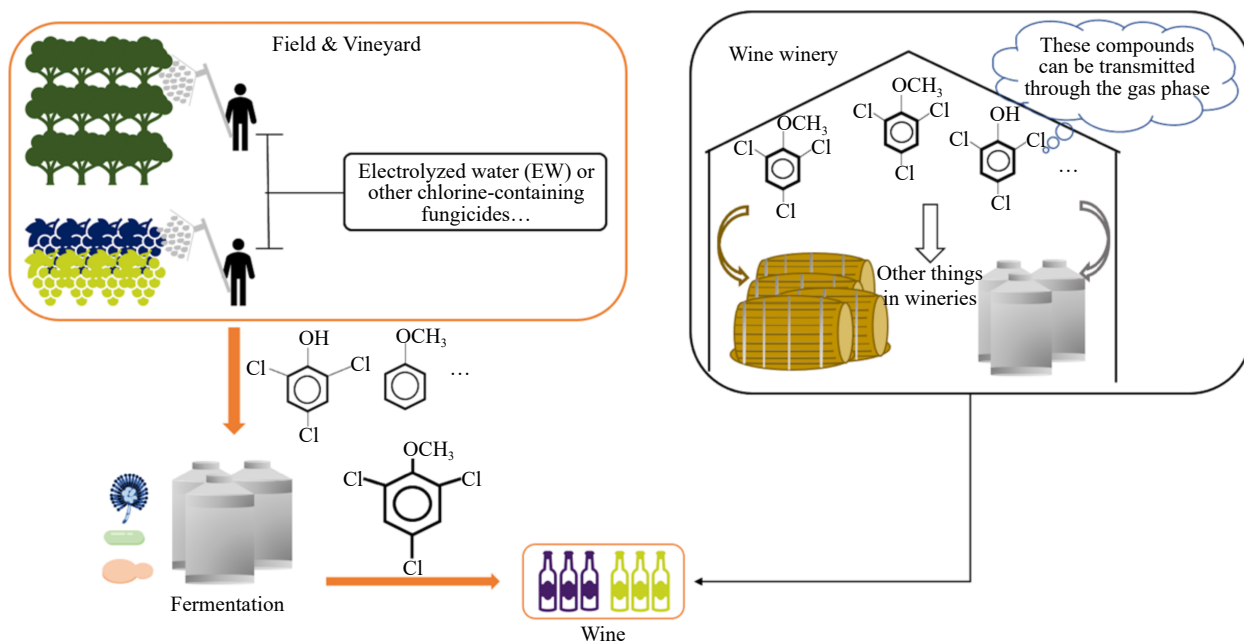 Field & Vineyard
Electrolyzed water (EW) or
other chlorine-containing
fungicides…
OH
Cl
Cl
Cl
OCH₃
…
OCH₃
Cl
Cl
Cl
Fermentation
Wine
Wine winery
These compounds
can be transmitted
through the gas phase
OCH₃
Cl
Cl
Cl
OCH₃
Cl
Cl
Cl
OH
Cl
Cl
Cl
…
Other things
in wineries